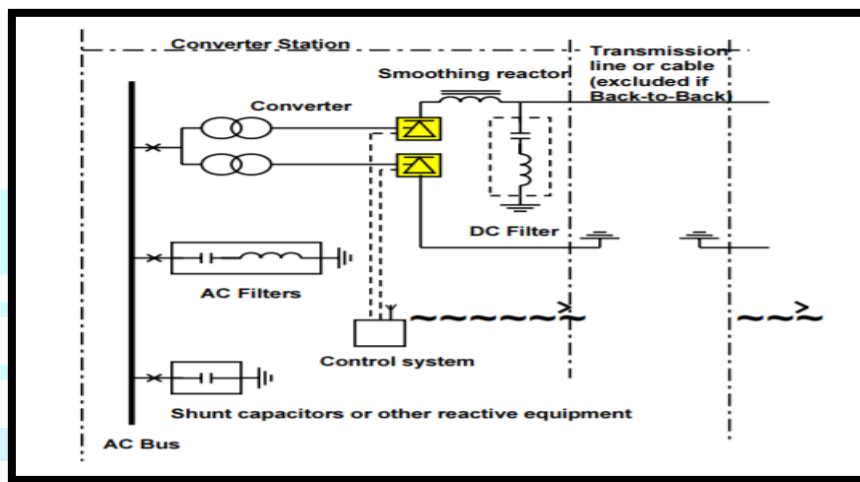 Converter Station
Transmission
line or cable
(excluded if
Back-to-Back)
Smoothing reactor
Converter
DC Filter
AC Filters
Control system
Shunt capacitors or other reactive equipment
AC Bus